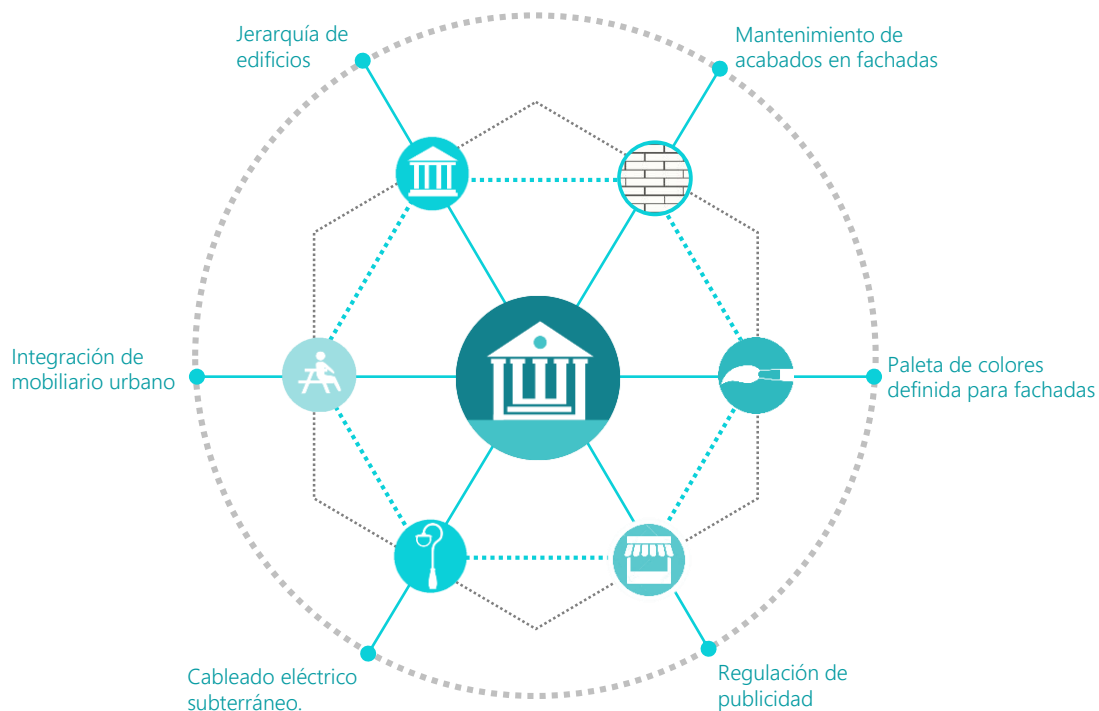 Jerarquía de
edificios
Mantenimiento de
acabados en fachadas
Integración de
mobiliario urbano
Paleta de colores
definida para fachadas
Cableado eléctrico
subterráneo.
Regulación de
publicidad